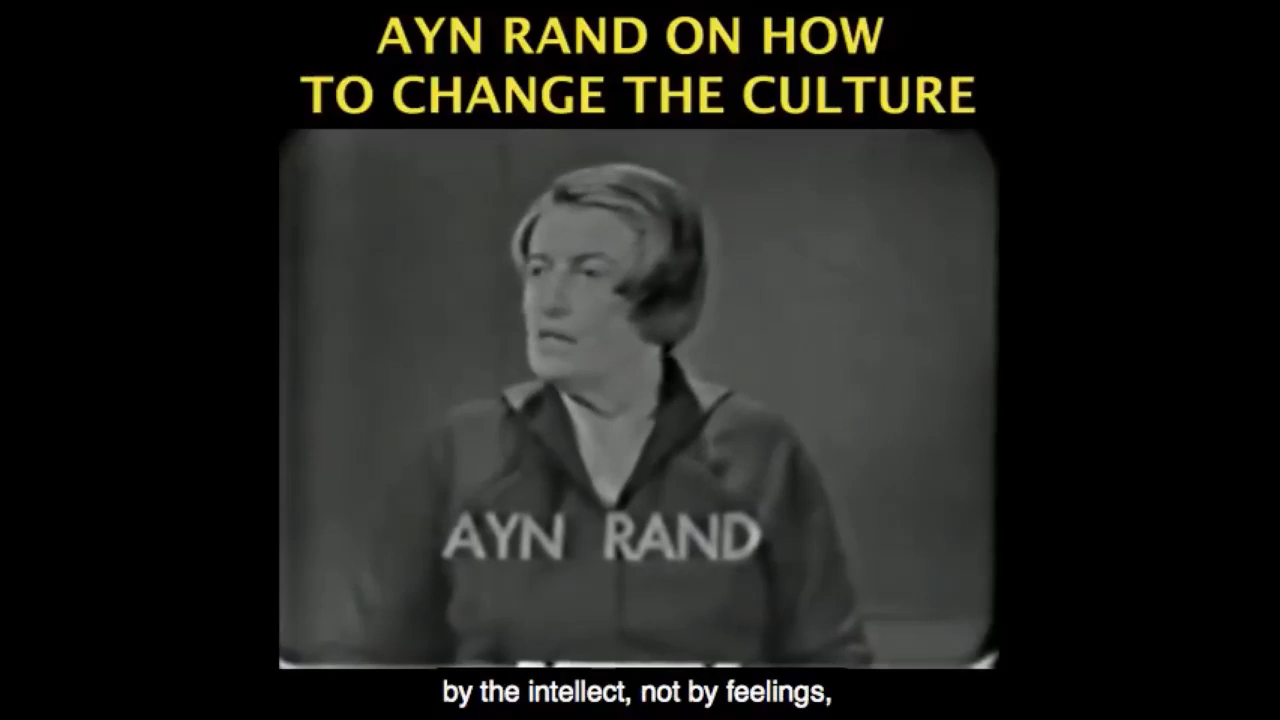 AYN RAND ON HOW
TO CHANGE THE CULTURE
AYN RAND
by the intellect, not by feelings,